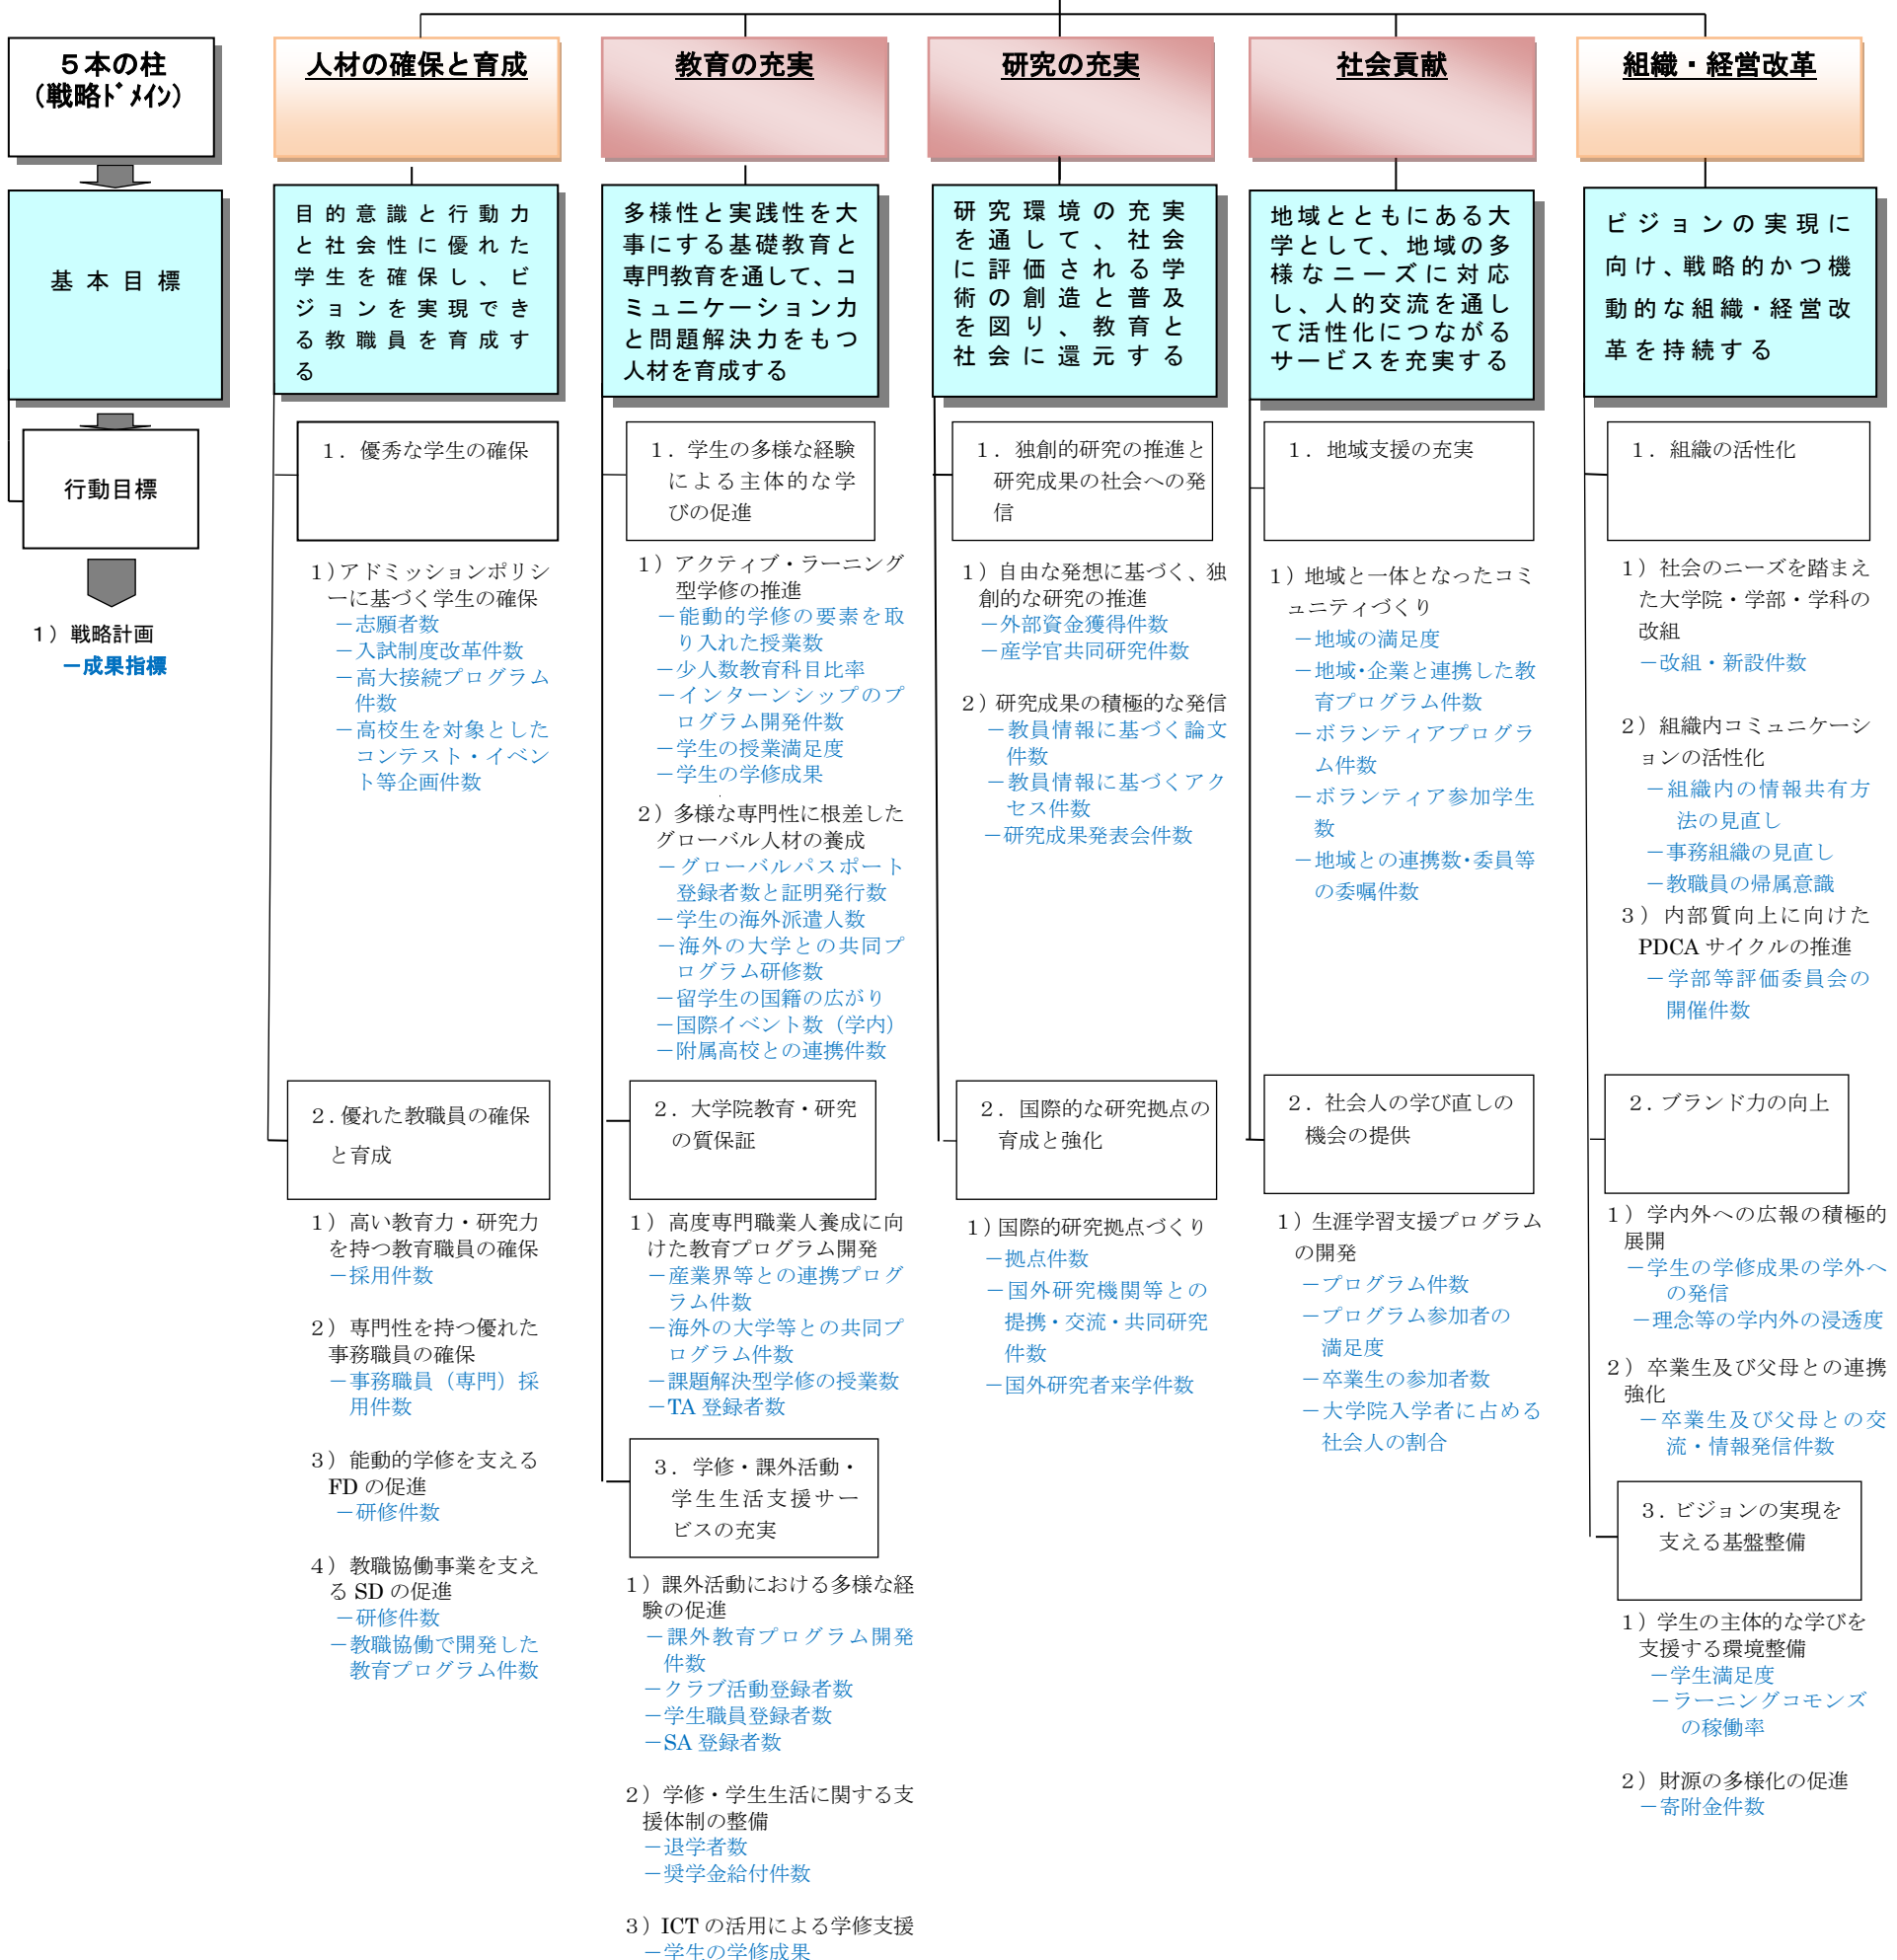 5本の柱
(戦略ドメイン)
基本目標
行動目標
1）戦略計画
－成果指標
人材の確保と育成
目的意識と行動力
と社会性に優れた
学生を確保し、ビ
ジョンを実現でき
る教職員を育成す
る
1．優秀な学生の確保
1）アドミッションポリシ
ーに基づく学生の確保
－志願者数
－入試制度改革件数
－高大接続プログラム
件数
－高校生を対象とした
コンテスト・イベン
ト等企画件数
2．優れた教職員の確保
と育成
1）高い教育力・研究力
を持つ教育職員の確保
－採用件数
2）専門性を持つ優れた
事務職員の確保
－事務職員（専門）採
用件数
3）能動的学修を支える
FD の促進
－研修件数
4）教職協働事業を支え
る SD の促進
－研修件数
－教職協働で開発した
教育プログラム件数
教育の充実
多様性と実践性を大
事にする基礎教育と
専門教育を通して、コ
ミュニケーション力
と問題解決力をもつ
人材を育成する
1．学生の多様な経験
による主体的な学
びの促進
1）アクティブ・ラーニング
型学修の推進
－能動的学修の要素を取
り入れた授業数
－少人数教育科目比率
－インターンシップのプ
ログラム開発件数
－学生の授業満足度
－学生の学修成果
2）多様な専門性に根差した
グローバル人材の養成
－グローバルパスポート
登録者数と証明発行数
－学生の海外派遣人数
－海外の大学との共同プ
ログラム研修数
－留学生の国籍の広がり
－国際イベント数（学内）
－附属高校との連携件数
2．大学院教育・研究
の質保証
1）高度専門職業人養成に向
けた教育プログラム開発
－産業界等との連携プログ
ラム件数
－海外の大学等との共同プ
ログラム件数
－課題解決型学修の授業数
－TA 登録者数
3．学修・課外活動・
学生生活支援サー
ビスの充実
1）課外活動における多様な経
験の促進
－課外教育プログラム開発
件数
－クラブ活動登録者数
－学生職員登録者数
－SA 登録者数
2）学修・学生生活に関する支
援体制の整備
－退学者数
－奨学金給付件数
3）ICT の活用による学修支援
－学生の学修成果
研究の充実
研究環境の充実
を通して、社会
に評価される学
術の創造と普及
を図り、教育と
社会に還元する
1．独創的研究の推進と
研究成果の社会への発
信
1）自由な発想に基づく、独
創的な研究の推進
－外部資金獲得件数
－産学官共同研究件数
2）研究成果の積極的な発信
－教員情報に基づく論文
件数
－教員情報に基づくアク
セス件数
－研究成果発表会件数
2．国際的な研究拠点の
育成と強化
1）国際的研究拠点づくり
－拠点件数
－国外研究機関等との
提携・交流・共同研究
件数
－国外研究者来学件数
社会貢献
地域とともにある大
学として、地域の多
様なニーズに対応
し、人的交流を通し
て活性化につながる
サービスを充実する
1．地域支援の充実
1）地域と一体となったコミ
ュニティづくり
－地域の満足度
－地域・企業と連携した教
育プログラム件数
－ボランティアプログラ
ム件数
－ボランティア参加学生
数
－地域との連携数・委員等
の委嘱件数
2．社会人の学び直しの
機会の提供
1）生涯学習支援プログラム
の開発
－プログラム件数
－プログラム参加者の
満足度
－卒業生の参加者数
－大学院入学者に占める
社会人の割合
組織・経営改革
ビジョンの実現に
向け、戦略的かつ機
動的な組織・経営改
革を持続する
1．組織の活性化
1）社会のニーズを踏まえ
た大学院・学部・学科の
改組
－改組・新設件数
2）組織内コミュニケーシ
ョンの活性化
－組織内の情報共有方
法の見直し
－事務組織の見直し
－教職員の帰属意識
3）内部質向上に向けた
PDCA サイクルの推進
－学部等評価委員会の
開催件数
2．ブランド力の向上
1）学内外への広報の積極的
展開
－学生の学修成果の学外へ
の発信
－理念等の学内外の浸透度
2）卒業生及び父母との連携
強化
－卒業生及び父母との交
流・情報発信件数
3．ビジョンの実現を
支える基盤整備
1）学生の主体的な学びを
支援する環境整備
－学生満足度
－ラーニングコモンズ
の稼働率
2）財源の多様化の促進
－寄附金件数